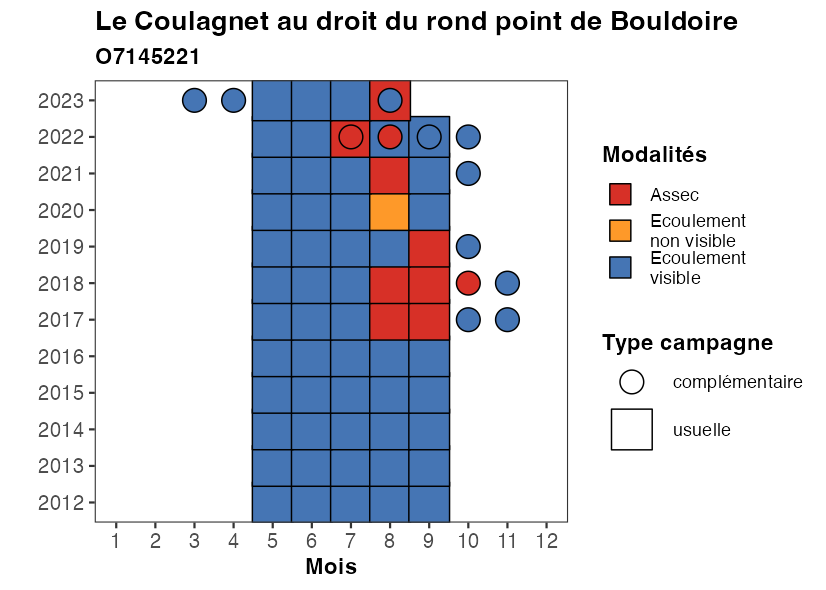 Le Coulagnet au droit du rond point de Bouldoire
O7145221
2023
2022
2021
2020
2019
2018
2017
2016
2015
2014
2013
2012
1 2 3 4 5 6 7 8 9 10 11 12
Mois
Modalités
Assec
Ecoulement
non visible
Ecoulement
visible
Type campagne
complémentaire
usuelle